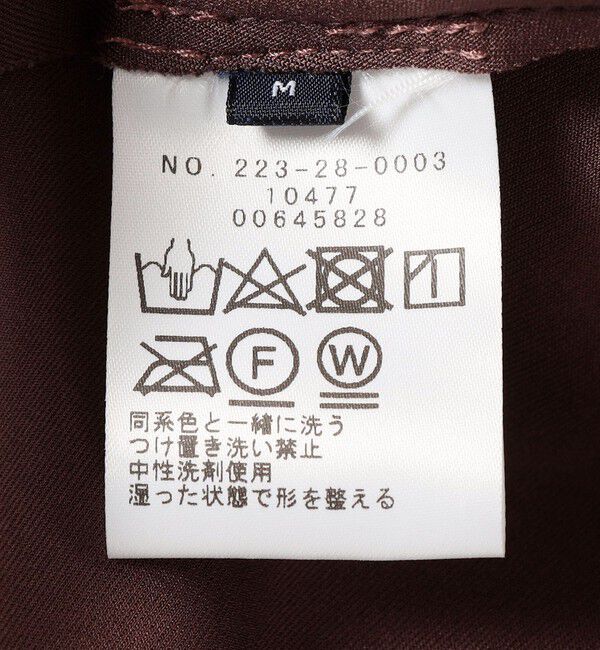 M
NO. 223-28-0003
10477
00645828
F W
同系色と一緒に洗う
つけ置き洗い禁止
中性洗剤使用
湿った状態で形を整える